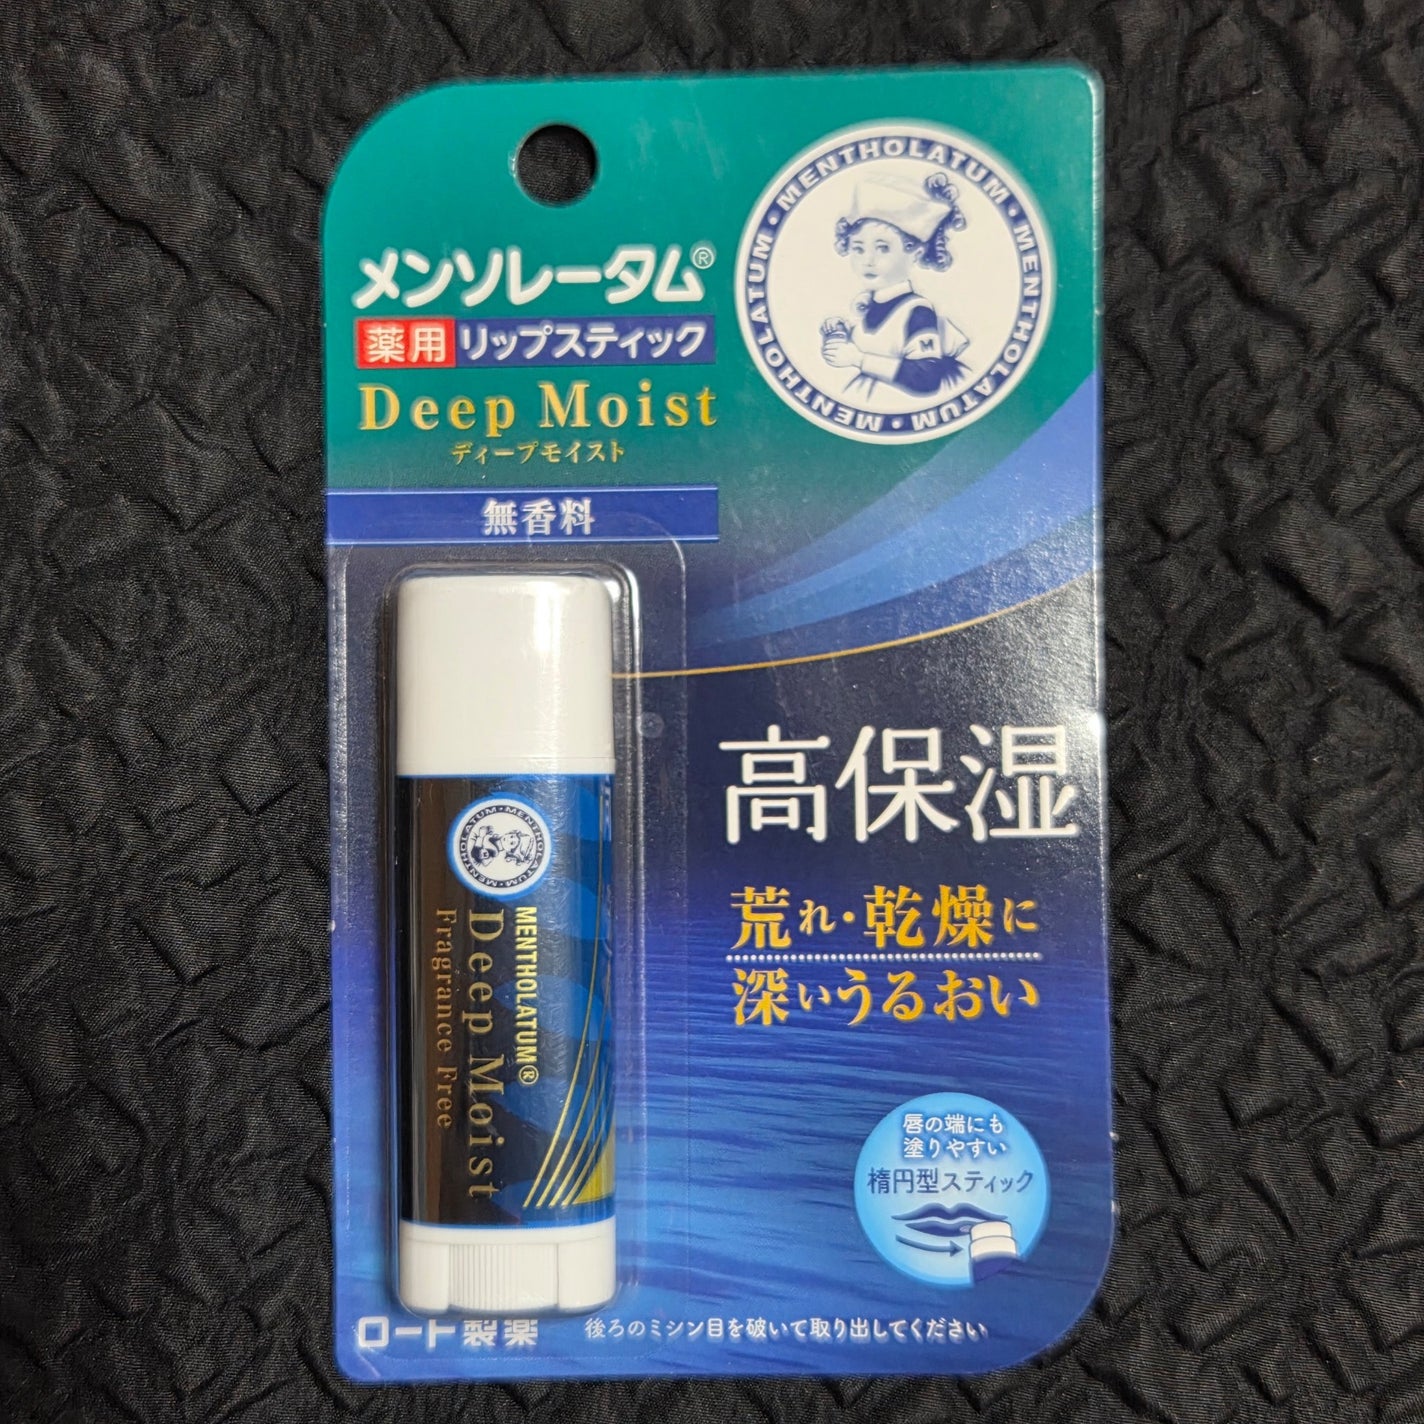 メンソレータム®
薬用リップスティック
Deep Moist
ディープモイスト
無香料
MENTHOLATUM・MENTHOLATUM・MENTHOLATUM・MENTHOLATUM・
高保湿
荒れ・乾燥に
深いうるおい
MENTHOLATUM・MENTHOLATUM・MENTHOLATUM
MENTHOLATUM®
Deep Moist
Fragrance Free
唇の端にも
塗りやすい
楕円型スティック
ロート製薬
後ろのミシン目を破いて取り出してください